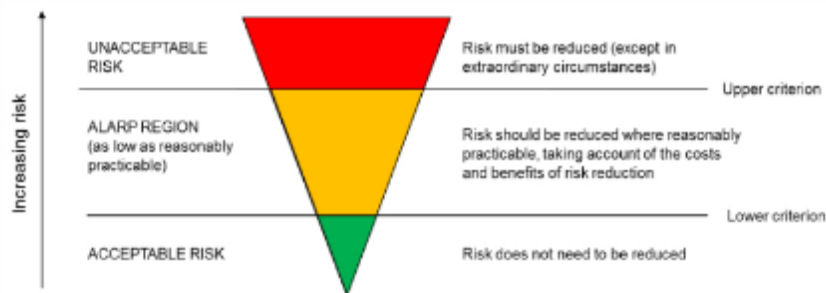 Increasing risk
UNACCEPTABLE
RISK
Risk must be reduced (except in
extraordinary circumstances)
Upper criterion
ALARP REGION
(as low as reasonably
practicable)
Risk should be reduced where reasonably
practicable, taking account of the costs
and benefits of risk reduction
Lower criterion
ACCEPTABLE RISK
Risk does not need to be reduced